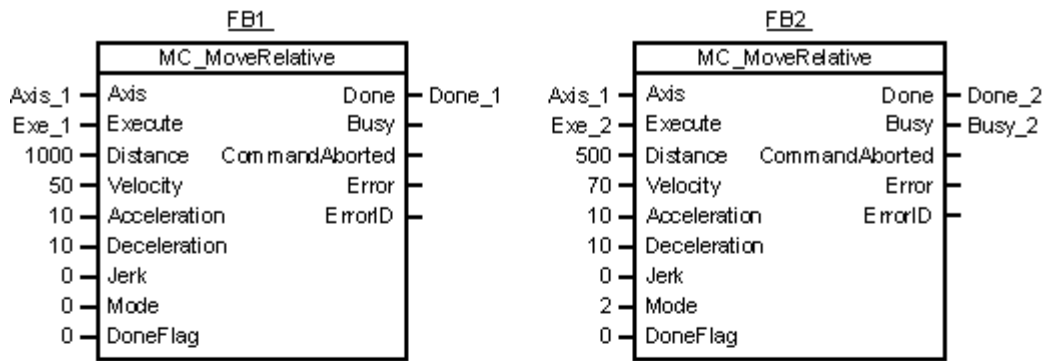 FB1
MC_MoveRelative
Axis_1 Axis Done Done_1
Exe_1 Execute Busy
1000 Distance CommandAborted
50 Velocity Error
10 Acceleration ErrorID
10 Deceleration
0 Jerk
0 Mode
0 DoneFlag
FB2
MC_MoveRelative
Axis_1 Axis Done Done_2
Exe_2 Execute Busy Busy_2
500 Distance CommandAborted
70 Velocity Error
10 Acceleration ErrorID
10 Deceleration
0 Jerk
2 Mode
0 DoneFlag